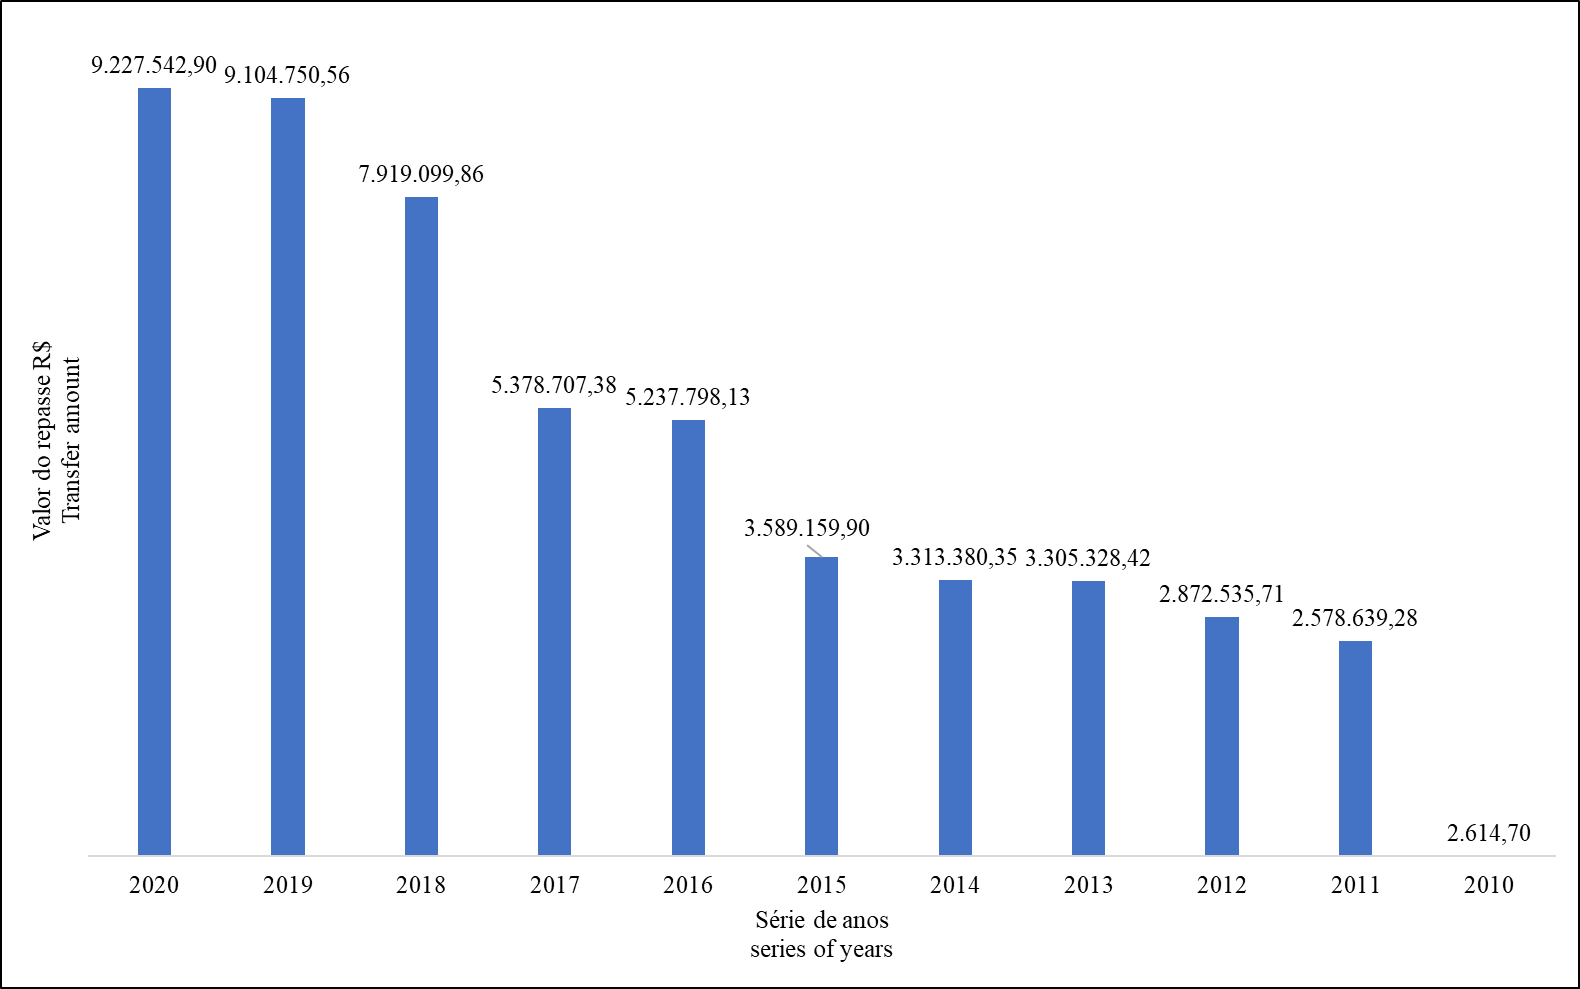 9.227.542,90
9.104.750,56
7.919.099,86
5.378.707,38
5.237.798,13
3.589.159,90
3.313.380,35
3.305.328,42
2.872.535,71
2.578.639,28
2.614,70
Valor do repasse R$
Transfer amount
2020 2019 2018 2017 2016 2015 2014 2013 2012 2011 2010
Série de anos
series of years